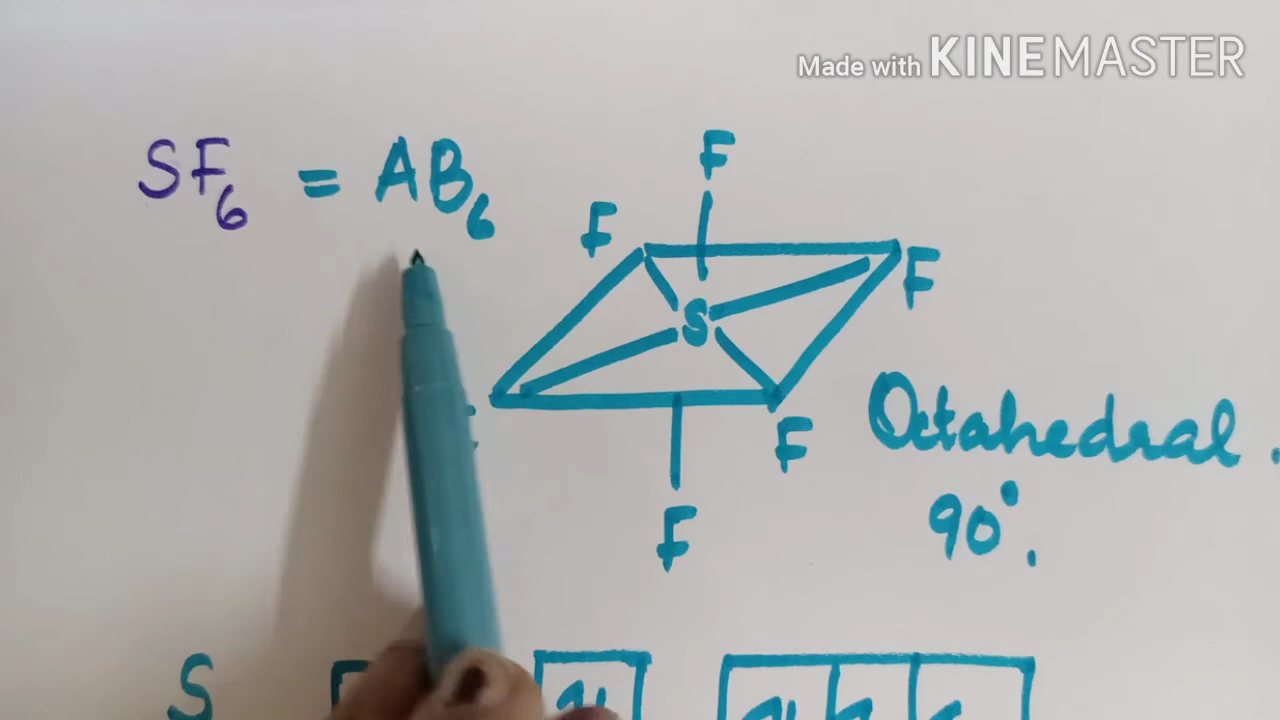 Made with KINEMASTER
SF₆ = AB₆
F
F
F
S
F
F
Octahedral.
90°.
S